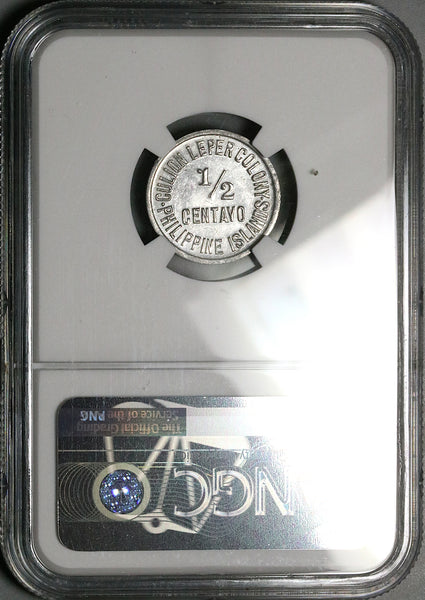 CULION LEPER COLONY·
PHILIPPINE ISLANDS·
1/2
CENTAVO
The Official Grading
Service of the PNG
NGC